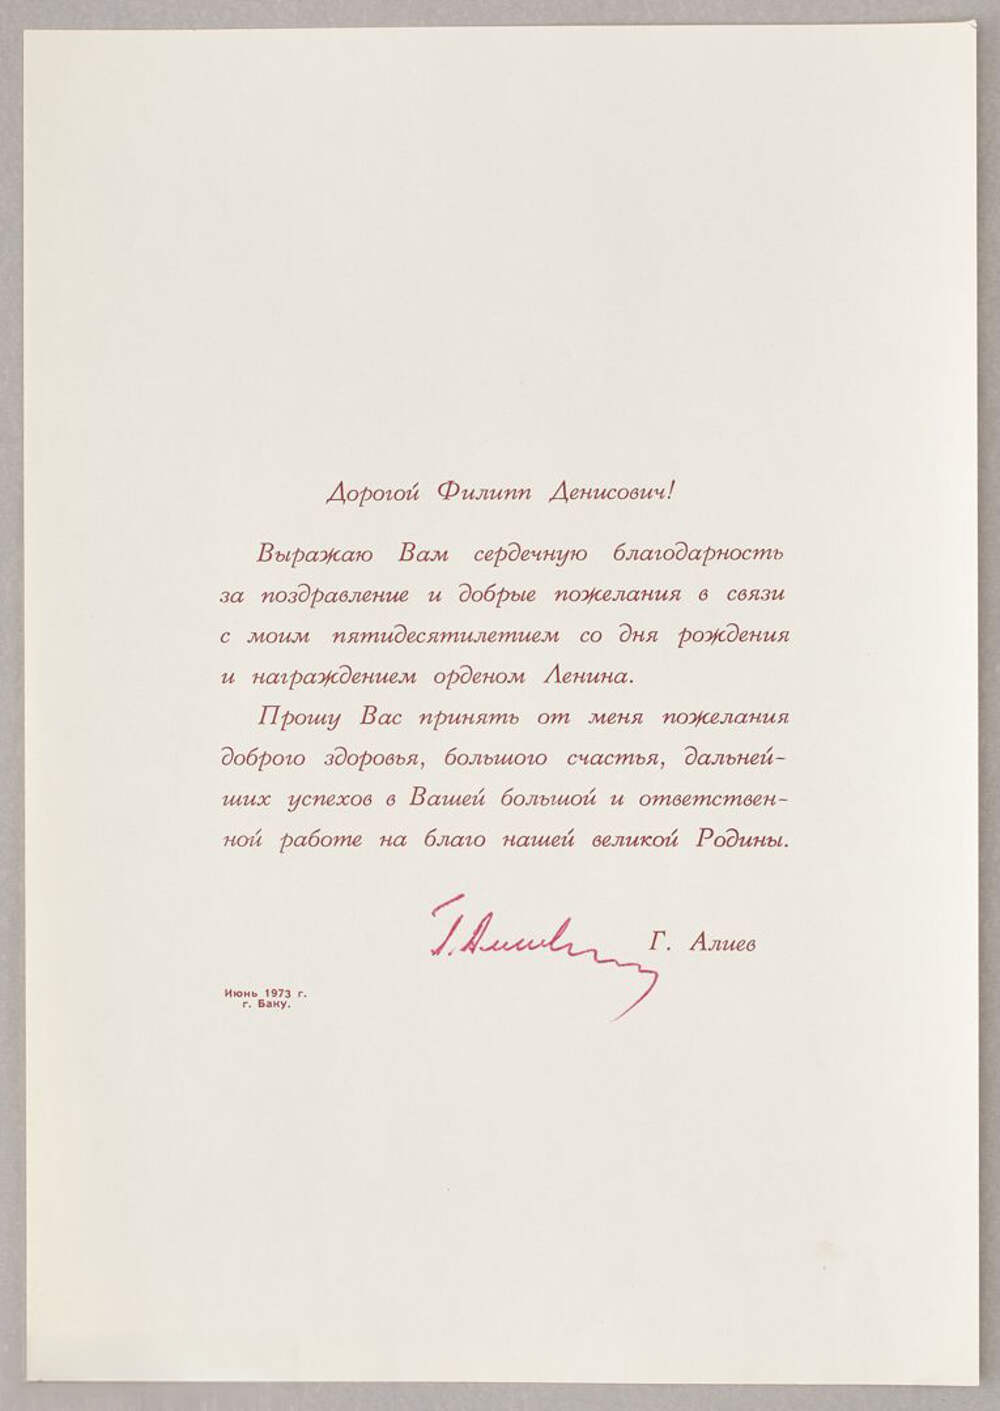 Дорогой Филипп Денисович!
Выражаю Вам сердечную благодарность
за поздравление и добрые пожелания в связи
с моим пятидесятилетием со дня рождения
и награждением орденом Ленина.
Прошу Вас принять от меня пожелания
доброго здоровья, большого счастья, дальней-
ших успехов в Вашей большой и ответствен-
ной работе на благо нашей великой Родины.
Г. Алиев Г. Алиев
Июнь 1973 г.
г. Баку.